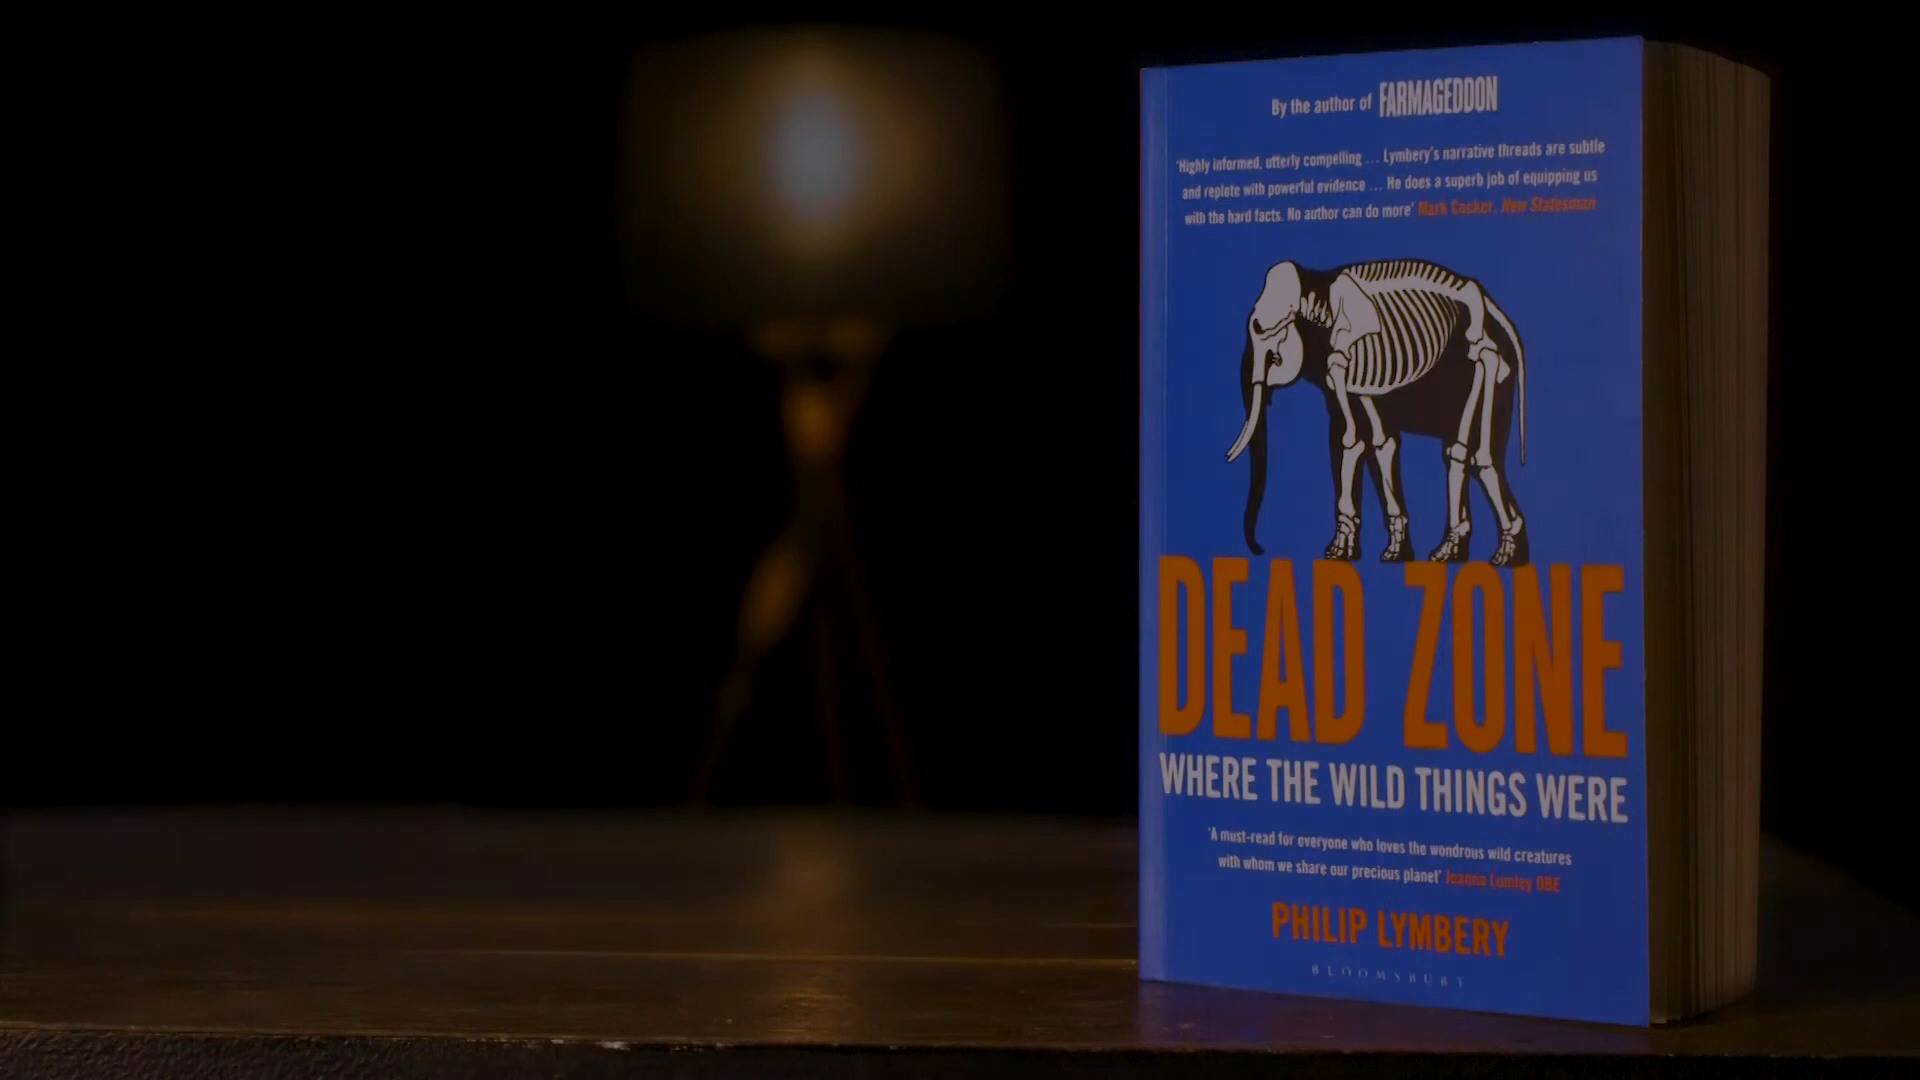 By the author of FARMAGEDDON
'Highly informed, utterly compelling ... Lymbery's narrative threads are subtle
and replete with powerful evidence ... He does a superb job of equipping us
with the hard facts. No author can do more' Mark Cocker, New Statesman
DEAD ZONE
WHERE THE WILD THINGS WERE
'A must-read for everyone who loves the wondrous wild creatures
with whom we share our precious planet' Joanna Lumley OBE
PHILIP LYMBERY
BLOOMSBURY